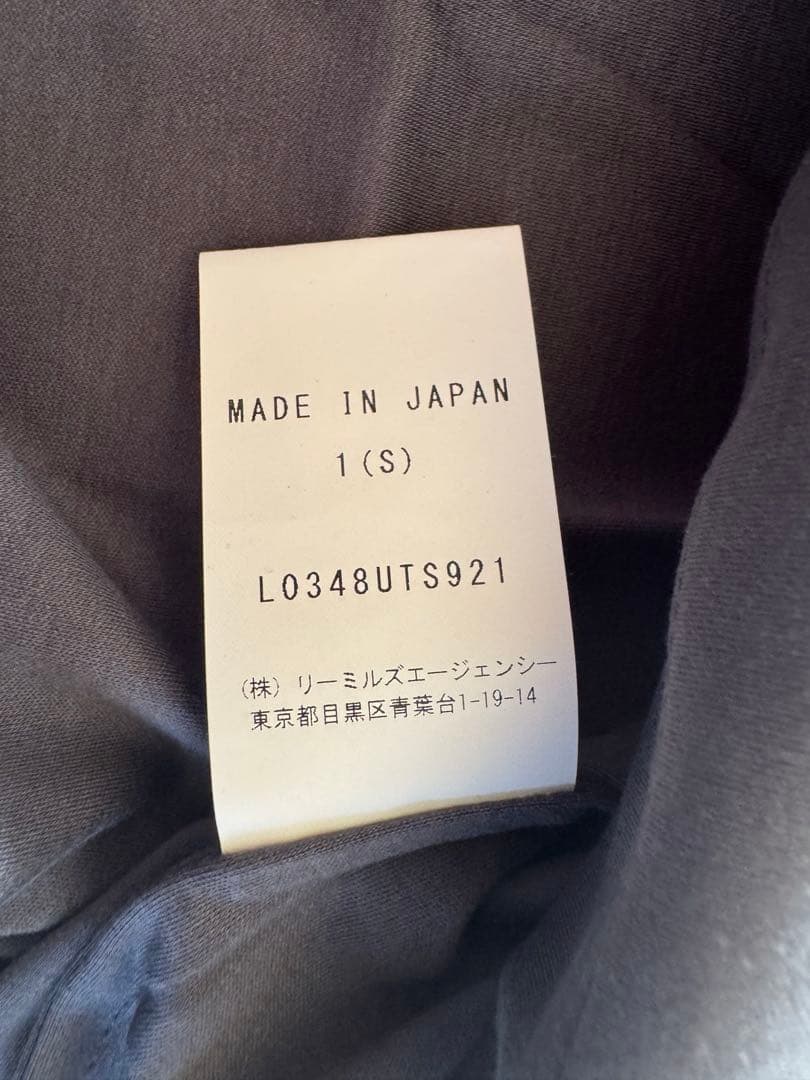 MADE IN JAPAN
1(S)
L0348UTS921
(株) リーミルズエージェンシー
東京都目黒区青葉台1-19-14